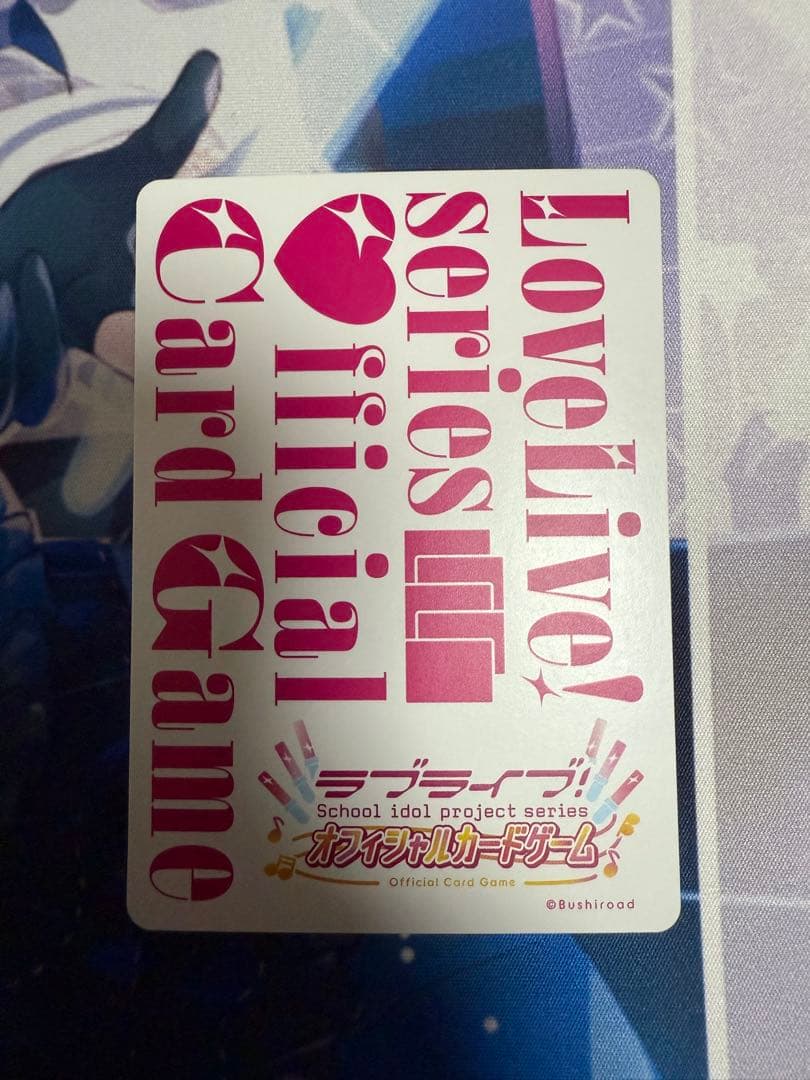 LoveLive!
series
Official
Card Game
ラブライブ!
School idol project series
オフィシャルカードゲーム
Official Card Game
©Bushiroad